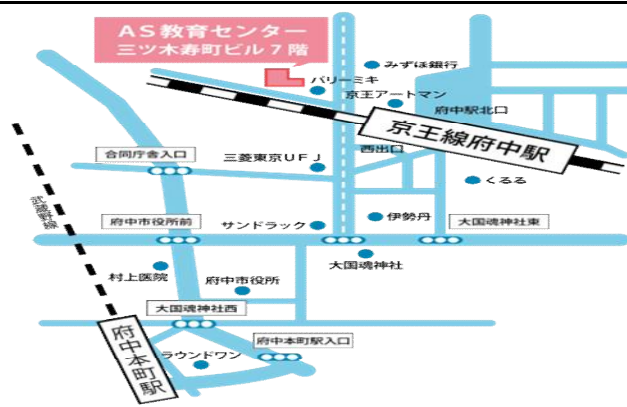 AS教育センター
三ツ木寿町ビル7階
みずほ銀行
パリーミキ
京王アートマン
府中駅北口
京王線府中駅
合同庁舎入口
三菱東京UFJ
西出口
くるる
武蔵野線
府中市役所前
サンドラック
伊勢丹
大国魂神社東
大国魂神社
村上医院
府中市役所
大国魂神社西
府中本町駅入口
府中本町駅
ラウンドワン